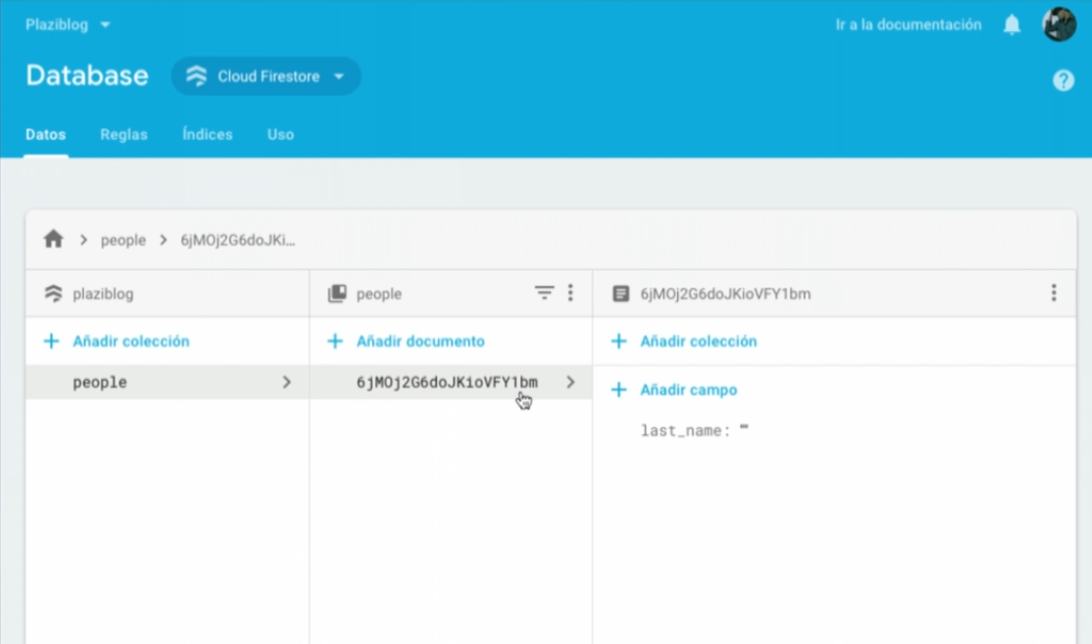 Plaziblog
Ir a la documentación
Database
Cloud Firestore
Datos Reglas Índices Uso
people 6jMOj2G6doJKi...
plaziblog
people
6jMOj2G6doJKioVFY1bm
+ Añadir colección
+ Añadir documento
+ Añadir colección
people
6jMOj2G6doJKioVFY1bm
+ Añadir campo
last_name: ""